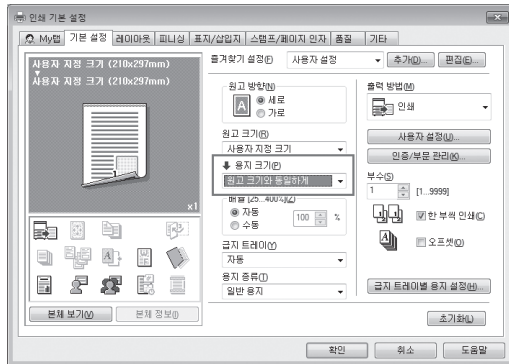 인쇄 기본 설정
My탭 기본 설정 레이아웃 피니싱 표지/삽입지 스탬프/페이지 인자 품질 기타
사용자 지정 크기 (210x297mm)
사용자 지정 크기 (210x297mm)
x1
본체 보기(V) 본체 정보(I)
즐겨찾기 설정(F) 사용자 설정 추가(D)... 편집(E)...
원고 방향(N)
A
세로
가로
원고 크기(R)
사용자 지정 크기
용지 크기(P)
원고 크기와 동일하게
배율 [25...400%](Z)
자동
수동
100 %
급지 트레이(Y)
자동
용지 종류(T)
일반 용지
출력 방법(M)
인쇄
사용자 설정(U)...
인증/부문 관리(K)...
부수(S)
1 [1...9999]
한 부씩 인쇄(C)
오프셋(O)
급지 트레이별 용지 설정(H)...
초기화(L)
확인 취소 도움말